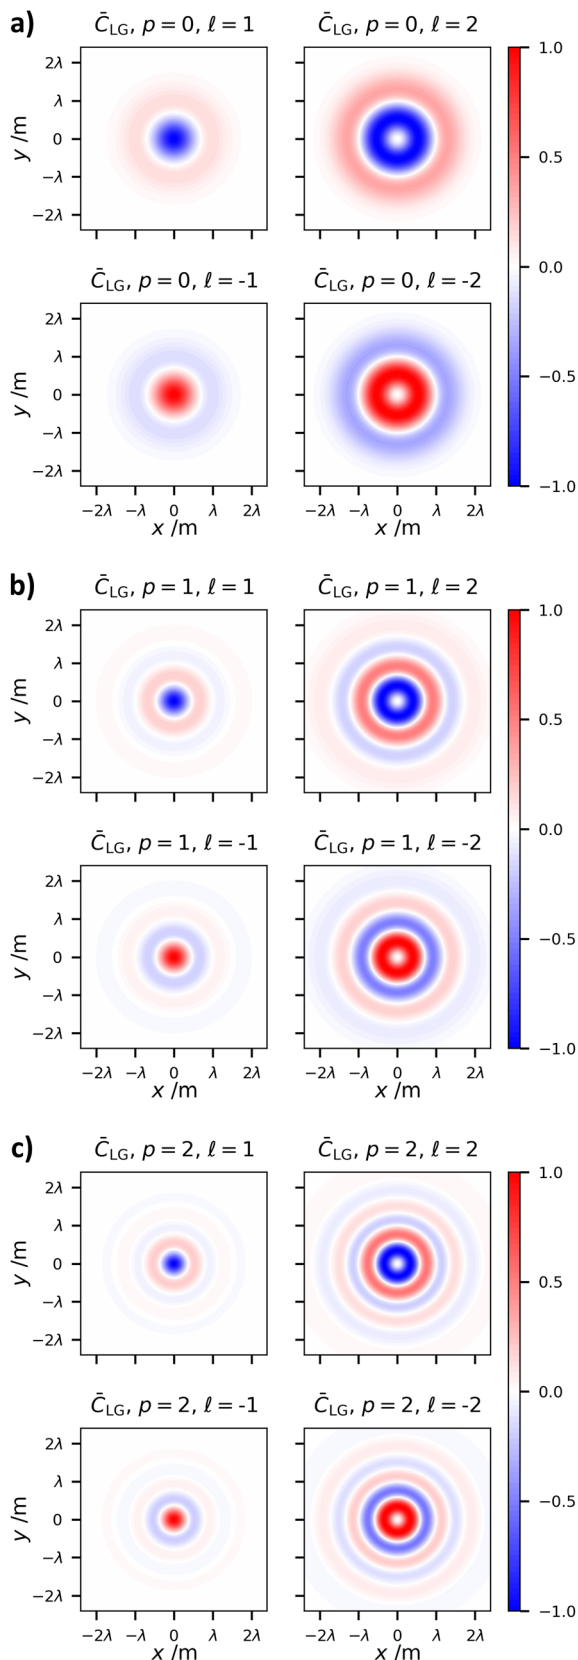 a)
C̄LG, p=0, ℓ=1
C̄LG, p=0, ℓ=2
2λ
λ
0
−λ
−2λ
y /m
C̄LG, p=0, ℓ=-1
C̄LG, p=0, ℓ=-2
2λ
λ
0
−λ
−2λ
y /m
−2λ −λ 0 λ 2λ
x /m
−2λ −λ 0 λ 2λ
x /m
1.0
0.5
0.0
−0.5
−1.0
b)
C̄LG, p=1, ℓ=1
C̄LG, p=1, ℓ=2
2λ
λ
0
−λ
−2λ
y /m
C̄LG, p=1, ℓ=-1
C̄LG, p=1, ℓ=-2
2λ
λ
0
−λ
−2λ
y /m
−2λ −λ 0 λ 2λ
x /m
−2λ −λ 0 λ 2λ
x /m
1.0
0.5
0.0
−0.5
−1.0
c)
C̄LG, p=2, ℓ=1
C̄LG, p=2, ℓ=2
2λ
λ
0
−λ
−2λ
y /m
C̄LG, p=2, ℓ=-1
C̄LG, p=2, ℓ=-2
2λ
λ
0
−λ
−2λ
y /m
−2λ −λ 0 λ 2λ
x /m
−2λ −λ 0 λ 2λ
x /m
1.0
0.5
0.0
−0.5
−1.0